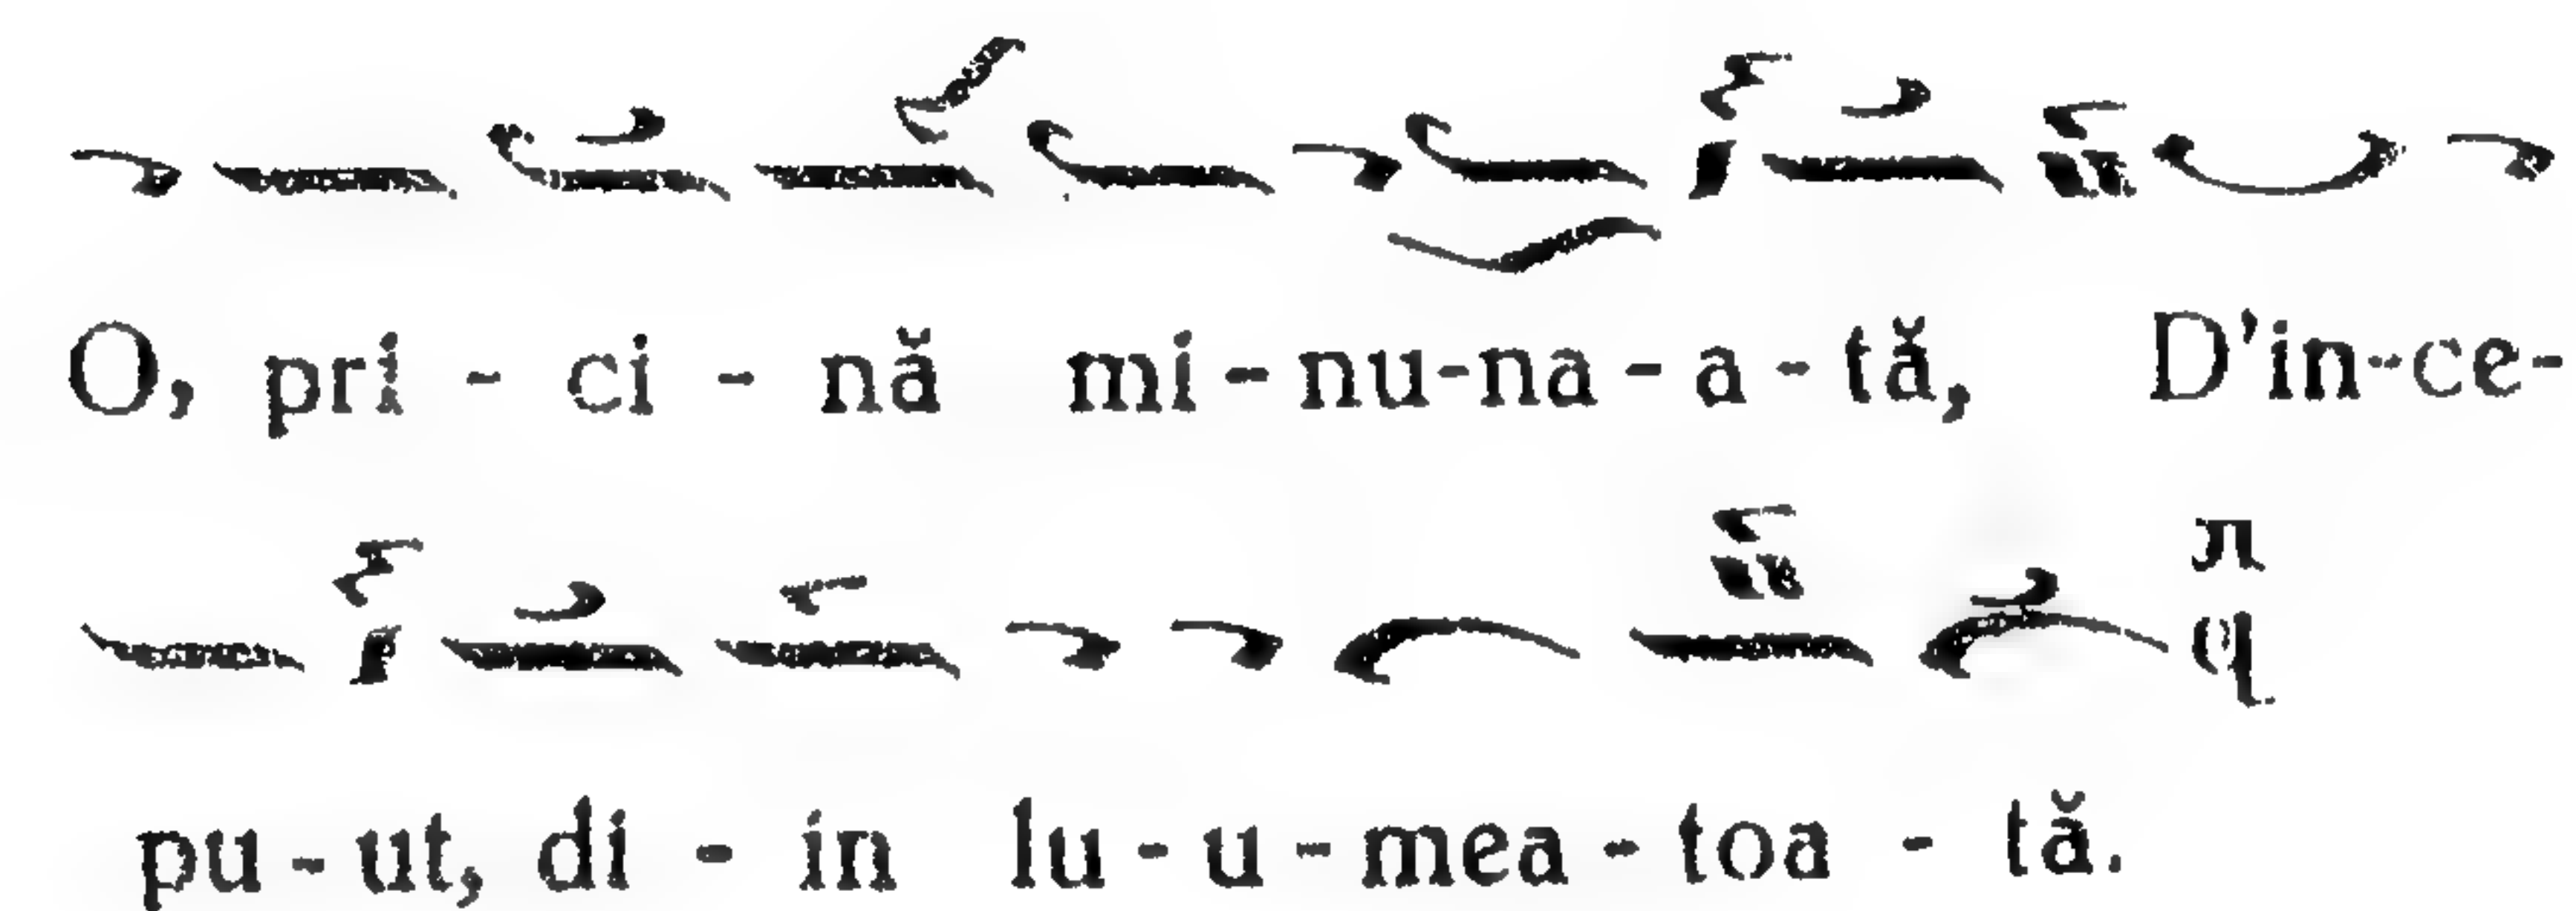 O, pri - ci - nă mi - nu-na - a - tă, D'in-ce-
pu - ut, di - in lu - u - mea - toa - tă.